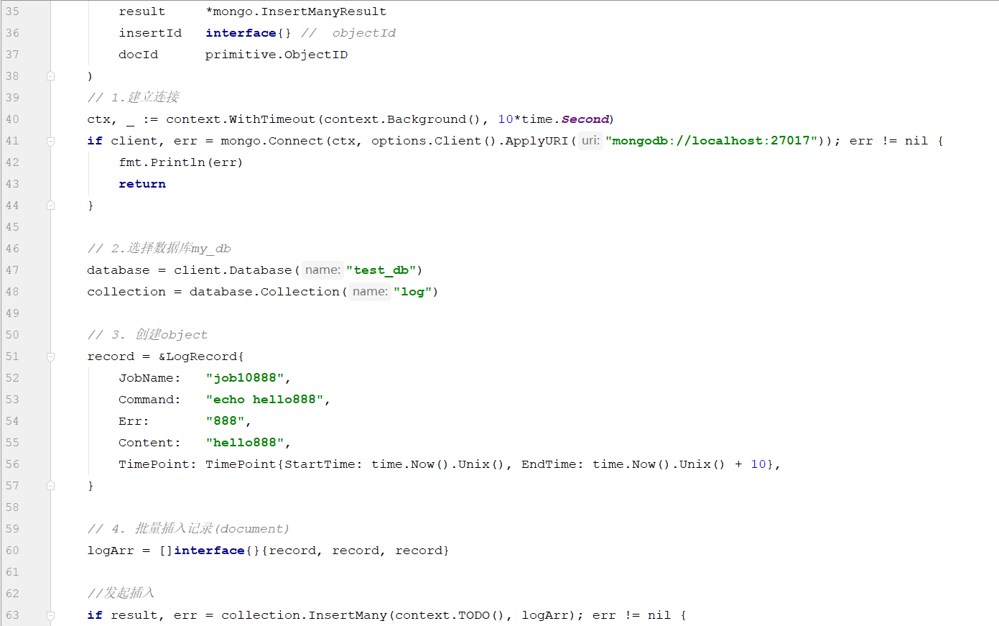 35 result *mongo.InsertManyResult
36 insertId interface{} // objectId
37 docId primitive.ObjectID
38 )
39 // 1.建立连接
40 ctx, _ := context.WithTimeout(context.Background(), 10*time.Second)
41 if client, err = mongo.Connect(ctx, options.Client().ApplyURI( uri: "mongodb://localhost:27017")); err != nil {
42 fmt.Println(err)
43 return
44 }
45
46 // 2.选择数据库my_db
47 database = client.Database( name: "test_db")
48 collection = database.Collection( name: "log")
49
50 // 3. 创建object
51 record = &LogRecord{
52 JobName: "job10888",
53 Command: "echo hello888",
54 Err: "888",
55 Content: "hello888",
56 TimePoint: TimePoint{StartTime: time.Now().Unix(), EndTime: time.Now().Unix() + 10},
57 }
58
59 // 4. 批量插入记录(document)
60 logArr = []interface{}{record, record, record}
61
62 //发起插入
63 if result, err = collection.InsertMany(context.TODO(), logArr); err != nil {